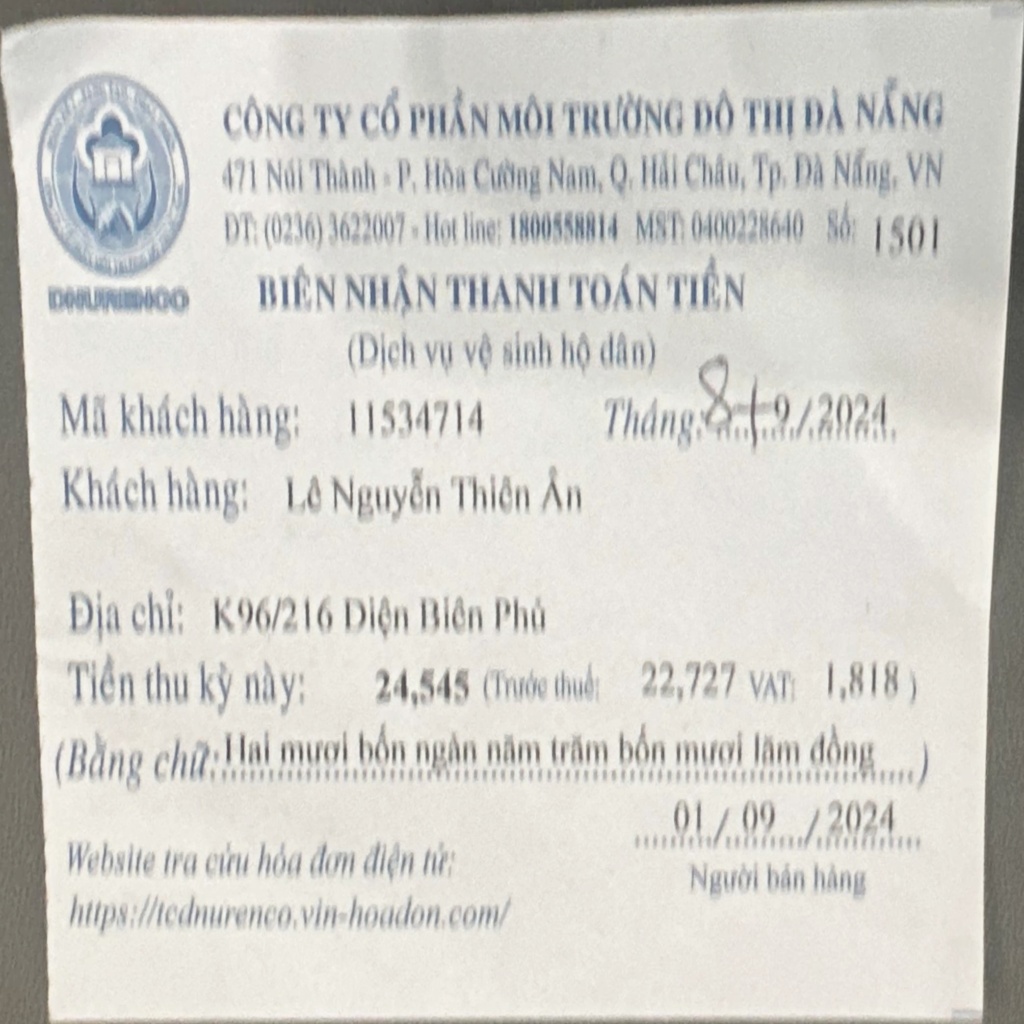 CÔNG TY CỔ PHẦN MÔI TRƯỜNG ĐÔ THỊ ĐÀ NẴNG
471 Núi Thành - P. Hòa Cường Nam, Q. Hải Châu, Tp. Đà Nẵng, VN
ĐT: (0236) 3622007 - Hot line: 1800558814 MST: 0400228640 Số: 1501
DNURENCO
BIÊN NHẬN THANH TOÁN TIỀN
(Dịch vụ vệ sinh hộ dân)
Mã khách hàng: 11534714 Tháng: 8+9/2024
Khách hàng: Lê Nguyễn Thiên Ân
Địa chỉ: K96/216 Điện Biên Phủ
Tiền thu kỳ này: 24,545 (Trước thuế: 22,727 VAT: 1,818 )
(Bằng chữ: Hai mươi bốn ngàn năm trăm bốn mươi lăm đồng )
01 / 09 / 2024
Người bán hàng
Website tra cứu hóa đơn điện tử:
https://tcdnurenco.vin-hoadon.com/